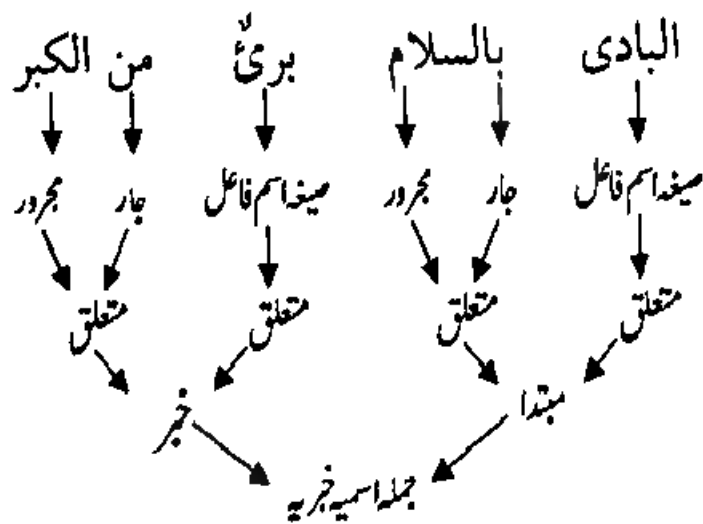 البادی بالسلام بریٌٔ من الکبر
صیغہ اسم فاعل جار مجرور صیغہ اسم فاعل جار مجرور
متعلق متعلق متعلق متعلق
مبتدا خبر
جملہ اسمیہ خبریہ